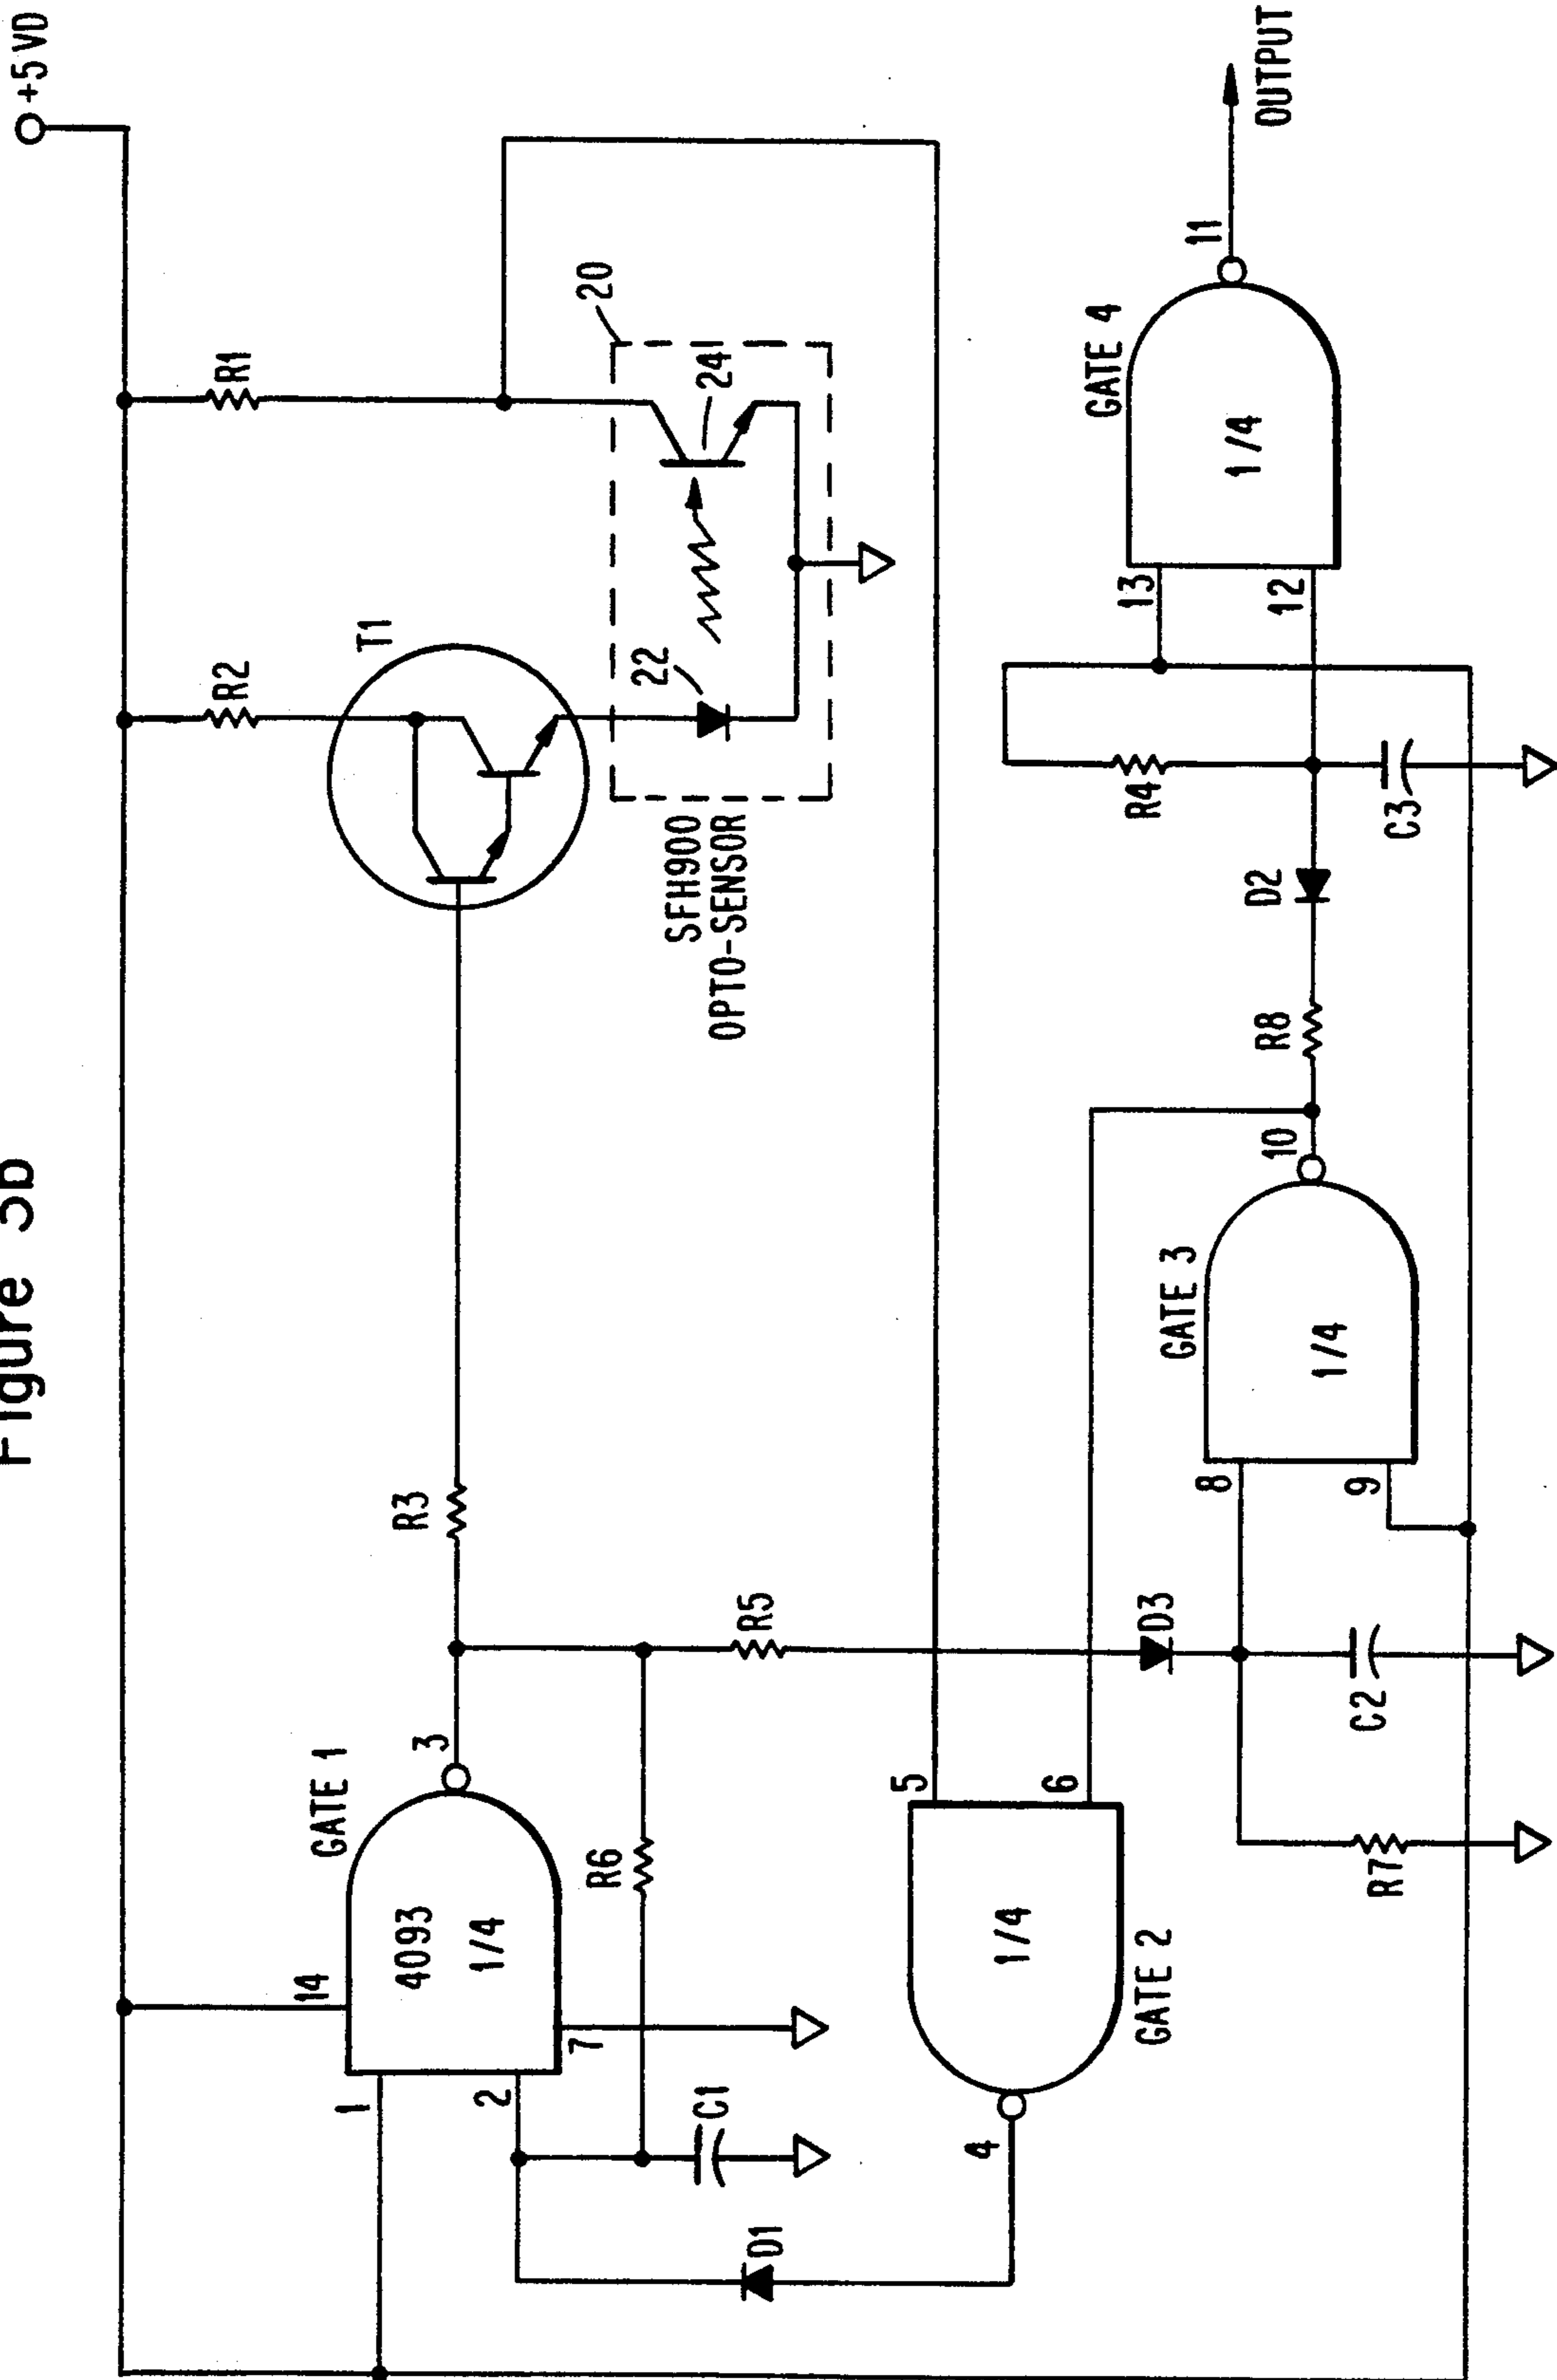 Figure
+5 VD
R1
R2
T1
20
24
22
SFH900
OPTO-SENSOR
R3
GATE 1
14
1
4093
1/4
3
2
7
R6
R5
C1
D1
5
6
4
1/4
GATE 2
D3
C2
R7
GATE 3
8
9
1/4
10
R8
D2
R4
C3
GATE 4
13
12
1/4
11
OUTPUT